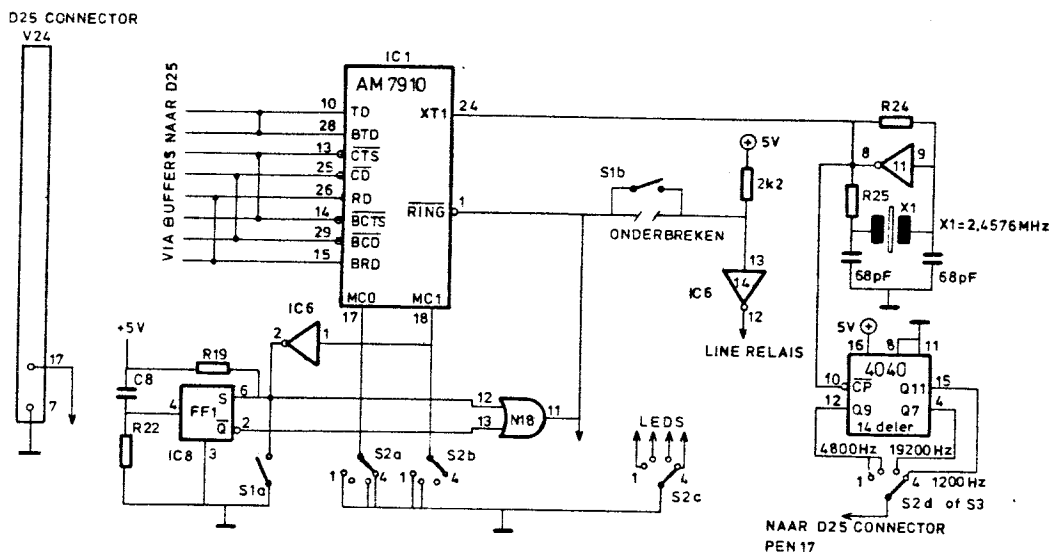 D25 CONNECTOR
V24
17
7
VIA BUFFERS NAAR D25
IC1
AM 7910
10 TD
28 BTD
13 CTS
25 CD
26 RD
14 BCTS
29 BCD
15 BRD
XT1 24
RING 1
MC0 MC1
17 18
S1b
ONDERBREKEN
5V
2k2
13
14
IC6
12
LINE RELAIS
R24
8 11 9
R25
X1
X1=2,4576MHz
68pF 68pF
5V
16 8 11
4040
10 CP Q11 15
12 Q9 Q7 4
14 deler
4800Hz 19200Hz
1 4 1200Hz
S2d of S3
NAAR D25 CONNECTOR
PEN 17
+5V
C8
R19
R22
4 S 6
FF1
Q 2
IC8 3
IC6
2 1
S1a
12
13
N18 11
S2a S2b
1 4 1 4
LEDS
1 4
S2c